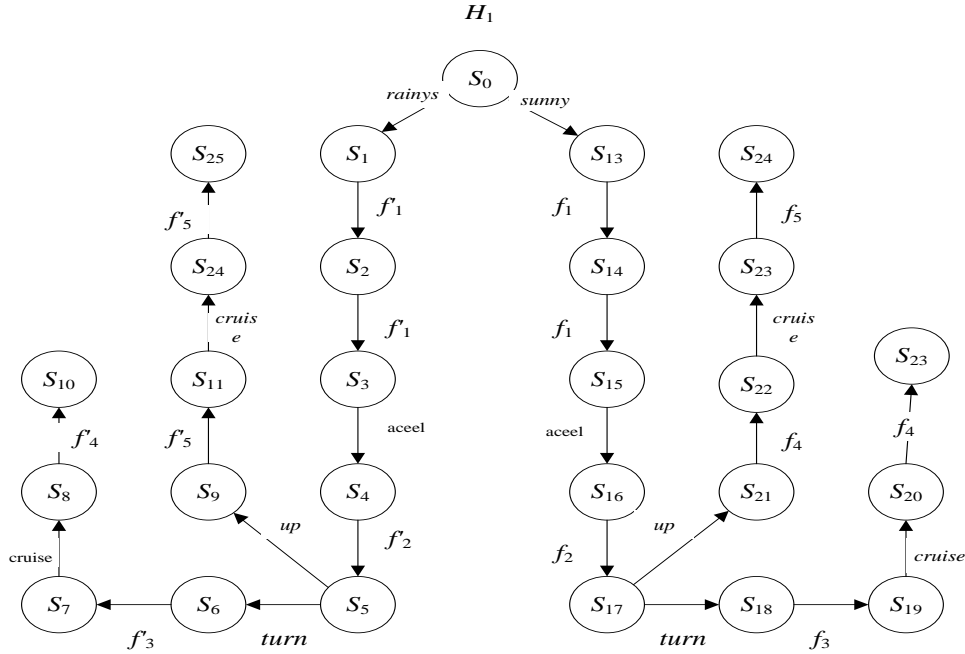 H₁
S₀
rainys sunny
S₂₅ S₁ S₁₃ S₂₄
f'₅ f'₁ f₁ f₅
S₂₄ S₂ S₁₄ S₂₃
cruis f'₁ f₁ cruis
e e
S₂₃
S₁₀ S₁₁ S₃ S₁₅ S₂₂
f'₄ f'₅ aceel aceel f₄ f₄
S₈ S₉ S₄ S₁₆ S₂₁ S₂₀
cruise up f'₂ f₂ up cruise
S₇ S₆ S₅ S₁₇ S₁₈ S₁₉
f'₃ turn turn f₃